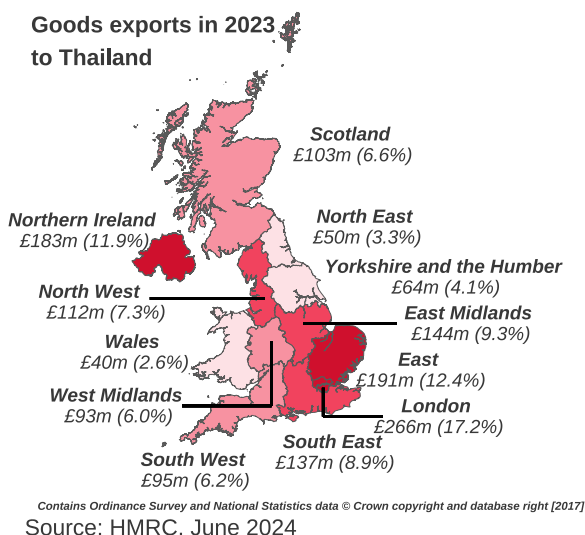 Goods exports in 2023
to Thailand
Scotland
£103m (6.6%)
Northern Ireland
£183m (11.9%)
North East
£50m (3.3%)
Yorkshire and the Humber
£64m (4.1%)
North West
£112m (7.3%)
East Midlands
£144m (9.3%)
Wales
£40m (2.6%)
East
£191m (12.4%)
West Midlands
£93m (6.0%)
London
£266m (17.2%)
South East
£137m (8.9%)
South West
£95m (6.2%)
Contains Ordinance Survey and National Statistics data © Crown copyright and database right [2017]
Source: HMRC, June 2024